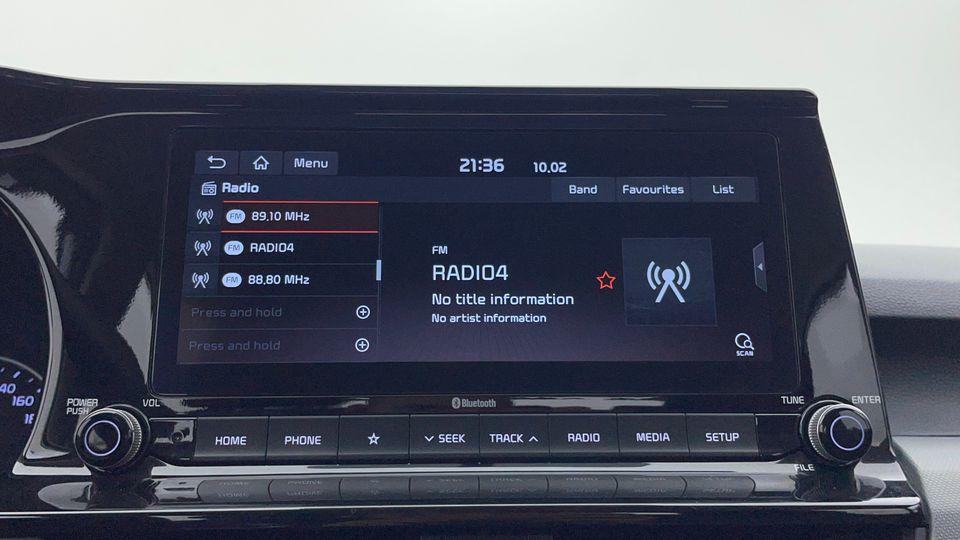 Menu
21:36
10.02
Radio
Band
Favourites
List
FM 89.10 MHz
FM RADIO4
FM 88.80 MHz
Press and hold
Press and hold
FM
RADIO4
No title information
No artist information
SCAN
40
160
POWER
PUSH
VOL
Bluetooth
TUNE
ENTER
HOME
PHONE
SEEK
TRACK
RADIO
MEDIA
SETUP
FILE